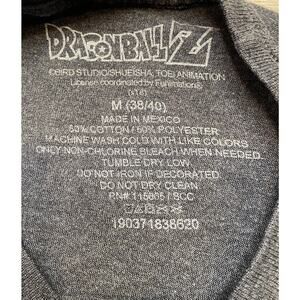 DRAGONBALL Z
©BIRD STUDIO/SHUEISHA, TOEI ANIMATION
License coordinated by Funimation®
M (38/40)
MADE IN MEXICO
50% COTTON / 50% POLYESTER
MACHINE WASH COLD WITH LIKE COLORS
ONLY NON-CHLORINE BLEACH WHEN NEEDED
TUMBLE DRY LOW
DO NOT IRON IF DECORATED
DO NOT DRY CLEAN
190371838620